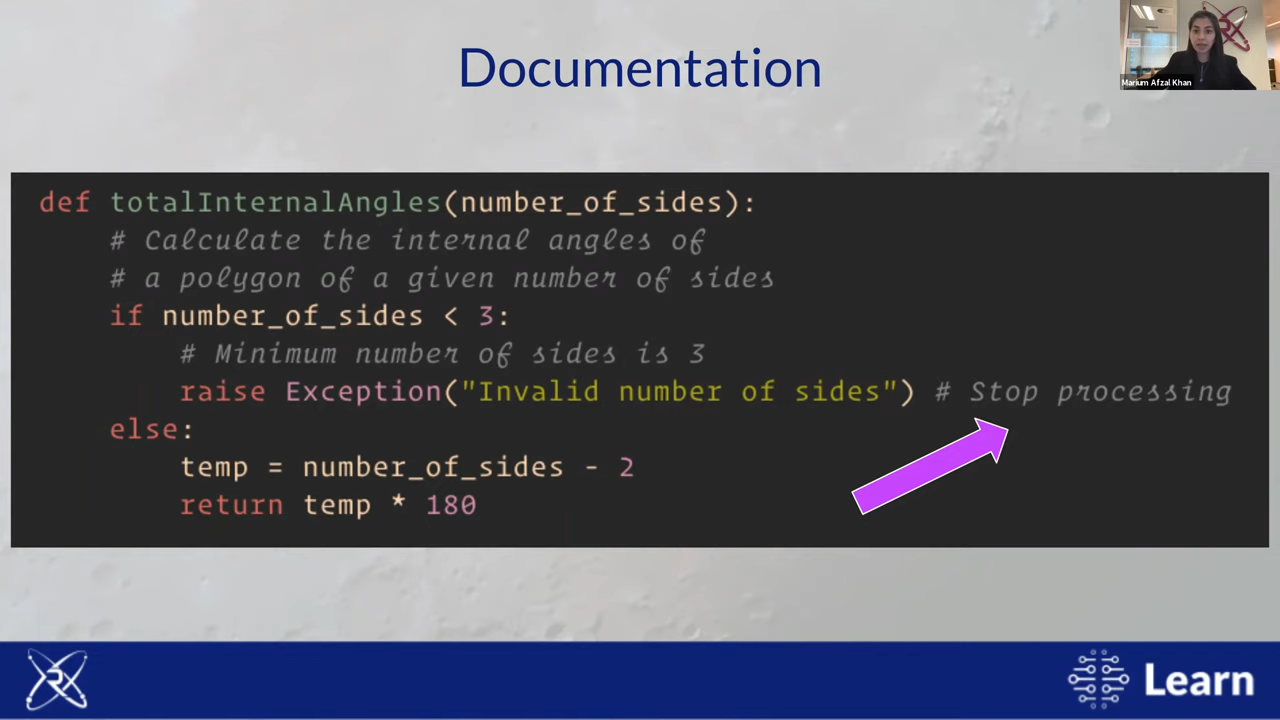 Documentation
Marium Afzal Khan
def totalInternalAngles(number_of_sides):
    # Calculate the internal angles of
    # a polygon of a given number of sides
    if number_of_sides < 3:
        # Minimum number of sides is 3
        raise Exception("Invalid number of sides") # Stop processing
    else:
        temp = number_of_sides - 2
        return temp * 180
Learn